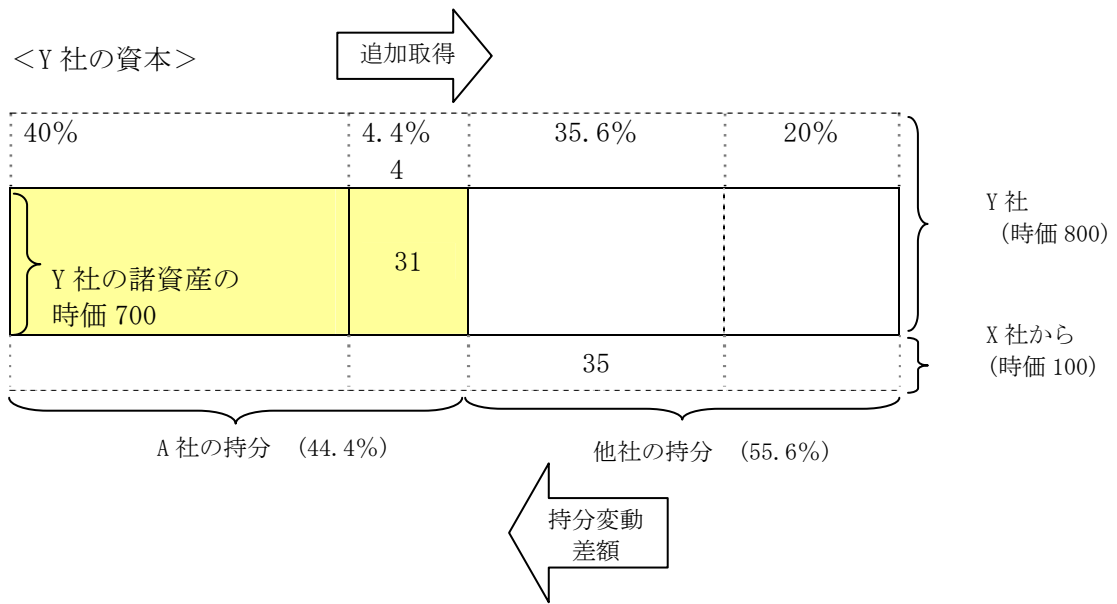 <Y社の資本>
追加取得
40%
4.4%
35.6%
20%
4
Y社の諸資産の
時価700
31
35
Y社
(時価800)
X社から
(時価100)
A社の持分 (44.4%)
他社の持分 (55.6%)
持分変動
差額